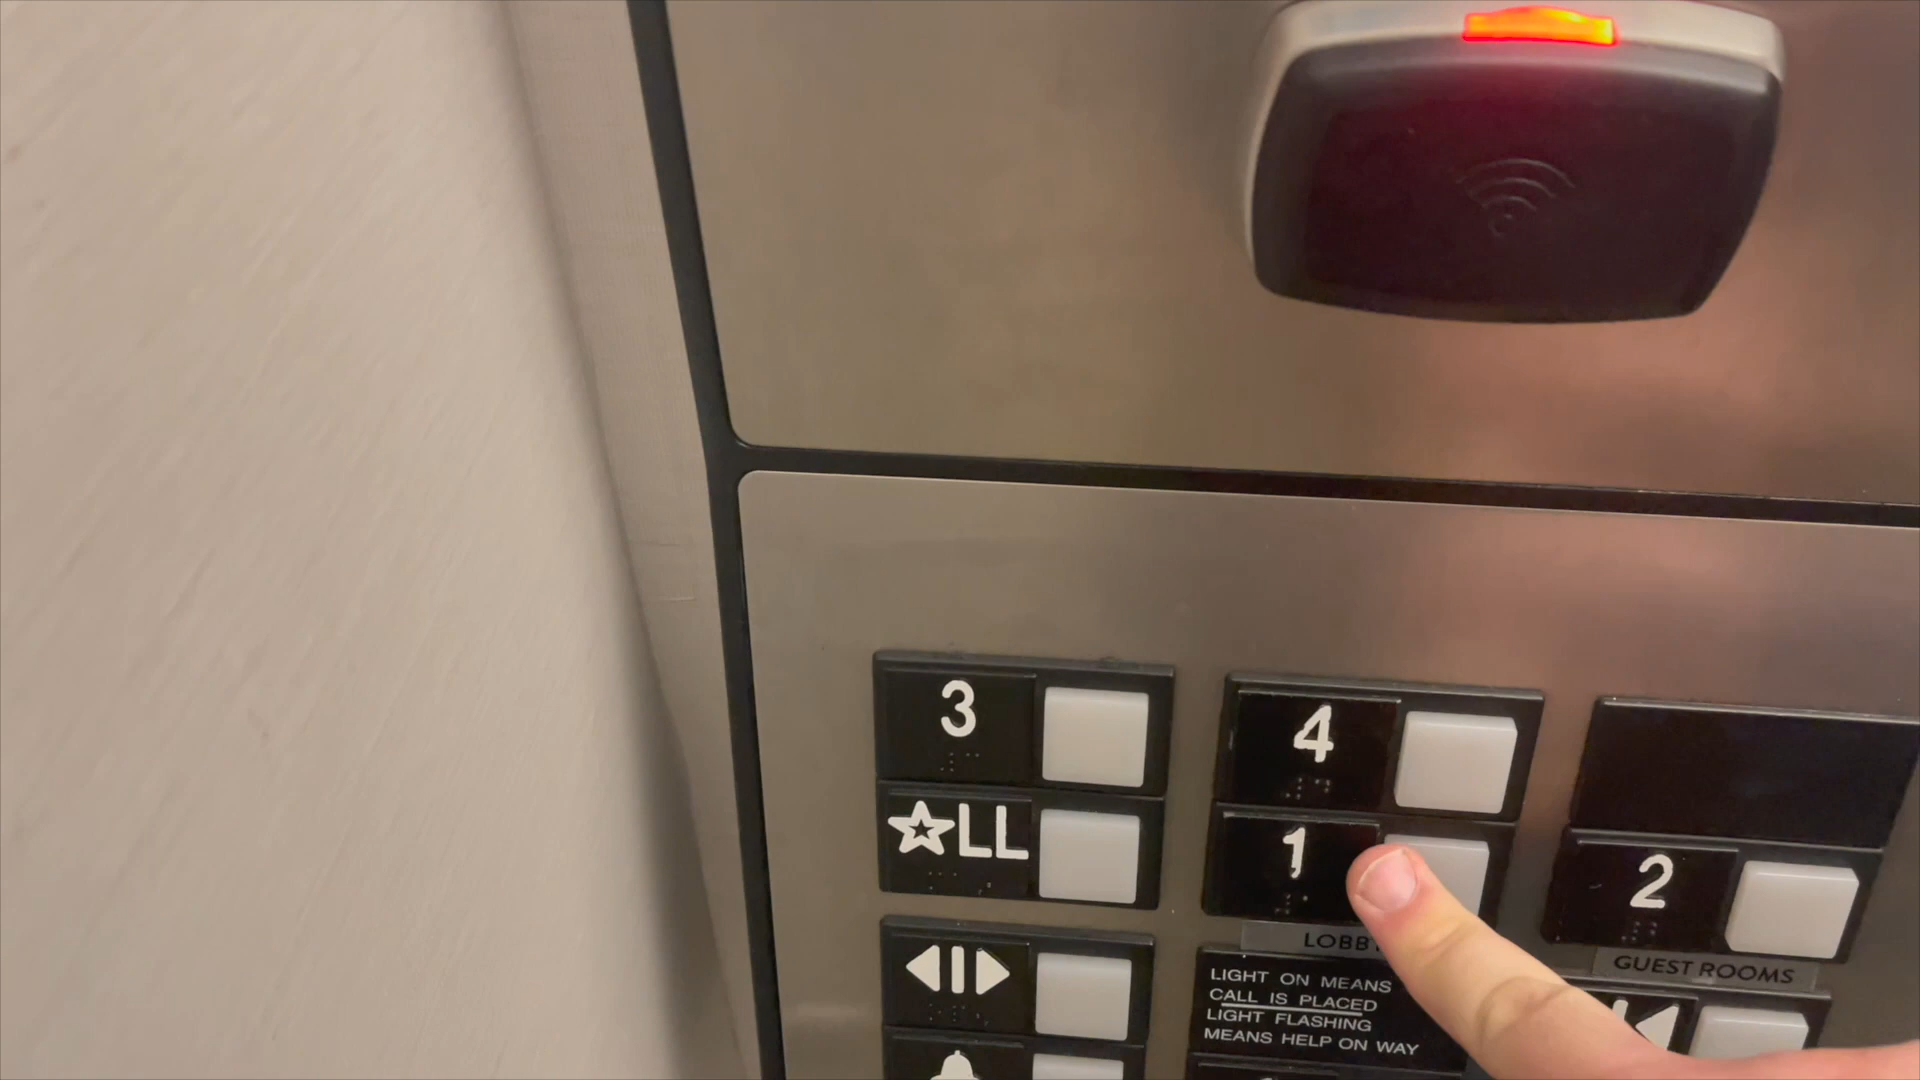 3
4
☆LL
1
2
LOBBY
GUEST ROOMS
LIGHT ON MEANS
CALL IS PLACED
LIGHT FLASHING
MEANS HELP ON WAY